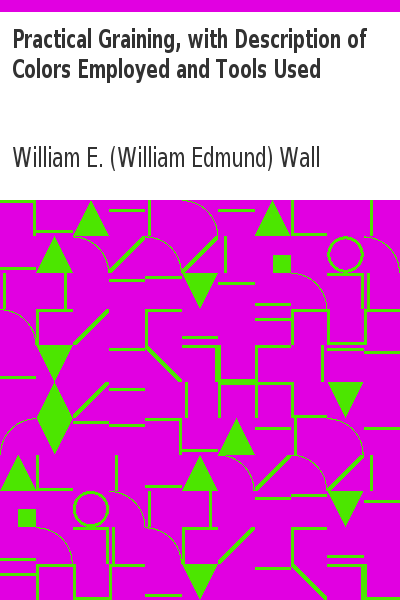 Practical Graining, with Description of
Colors Employed and Tools Used
William E. (William Edmund) Wall